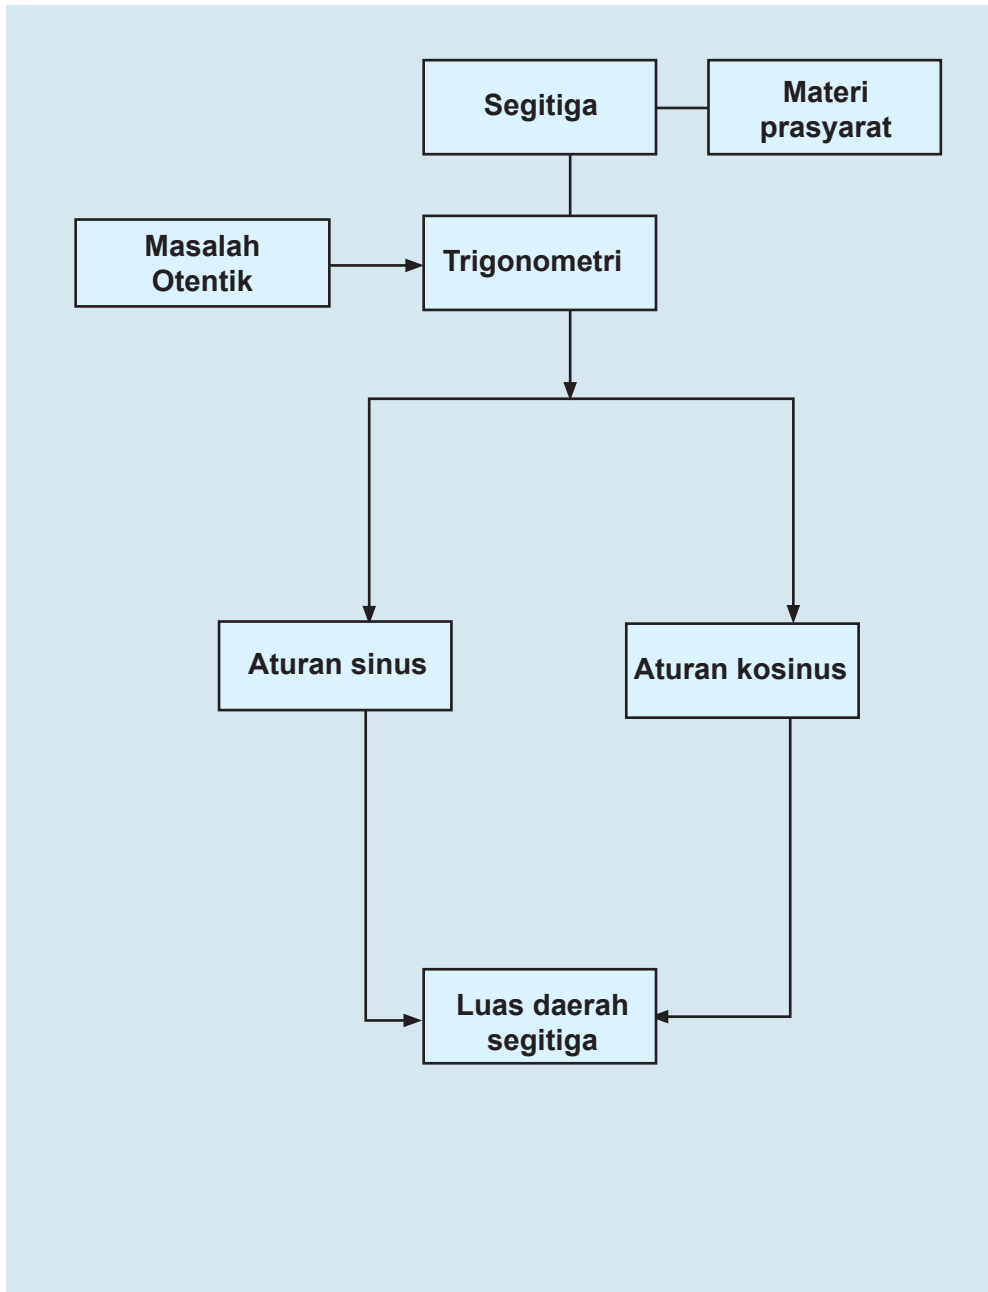 Segitiga
Materi
prasyarat
Masalah
Otentik
Trigonometri
Aturan sinus
Aturan kosinus
Luas daerah
segitiga